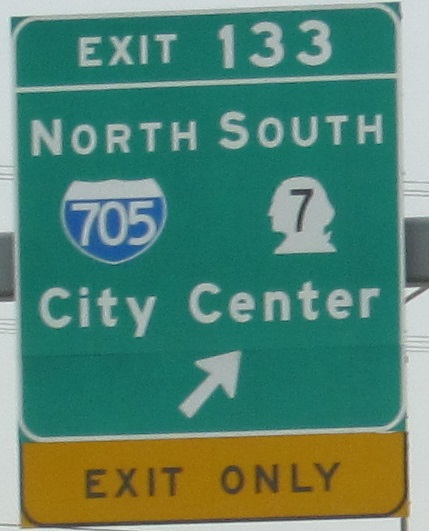 EXIT 133
NORTH SOUTH
705 7
City Center
EXIT ONLY